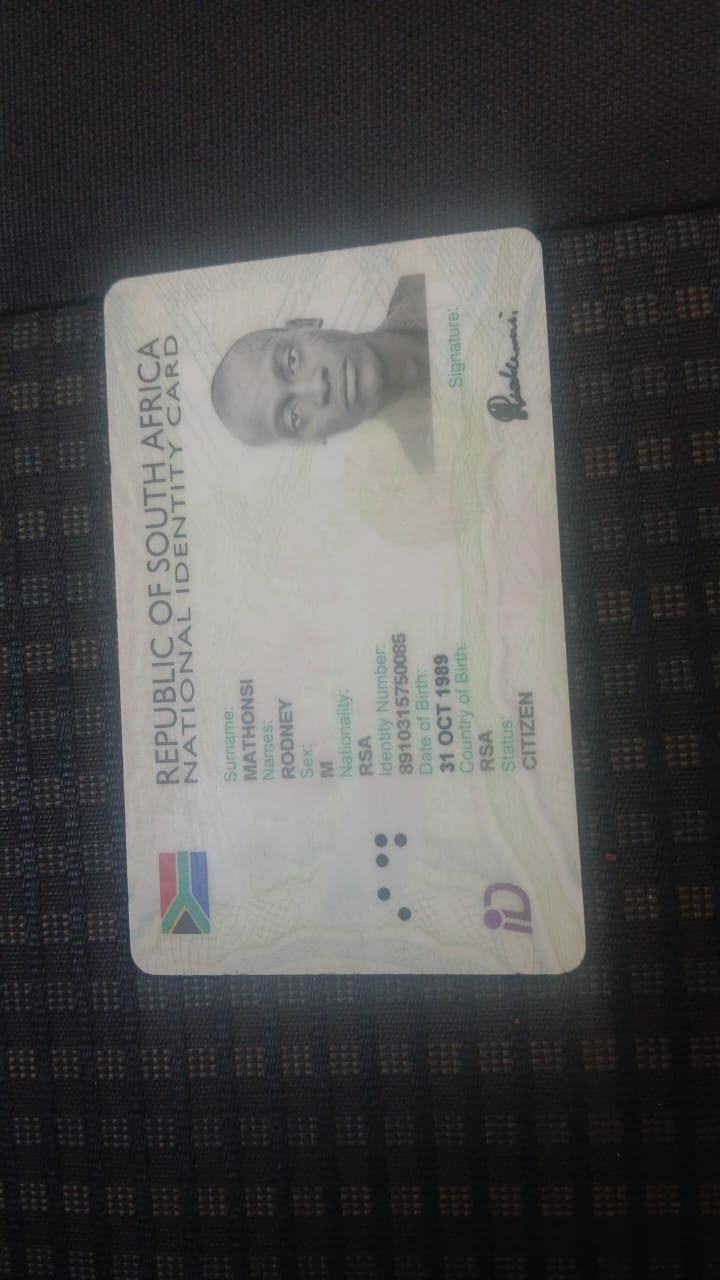 REPUBLIC OF SOUTH AFRICA
NATIONAL IDENTITY CARD
Surname:
MATHONSI
Names:
RODNEY
Sex:
M
Nationality:
RSA
Identity Number:
8910315750085
Date of Birth:
31 OCT 1989
Country of Birth:
RSA
Status:
CITIZEN
Signature:
iD